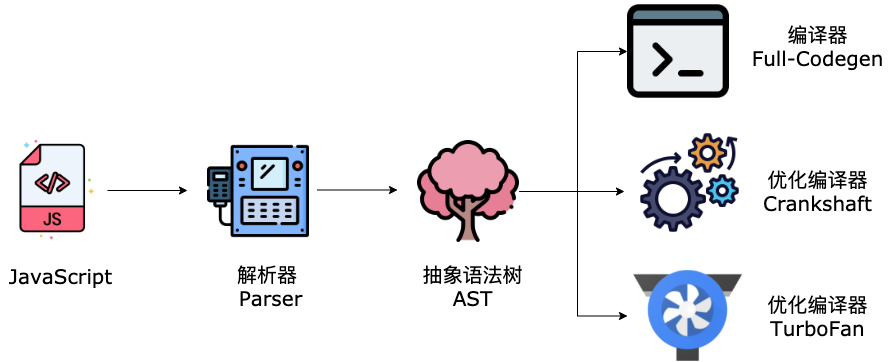 JS
JavaScript
解析器
Parser
抽象语法树
AST
编译器
Full-Codegen
优化编译器
Crankshaft
优化编译器
TurboFan